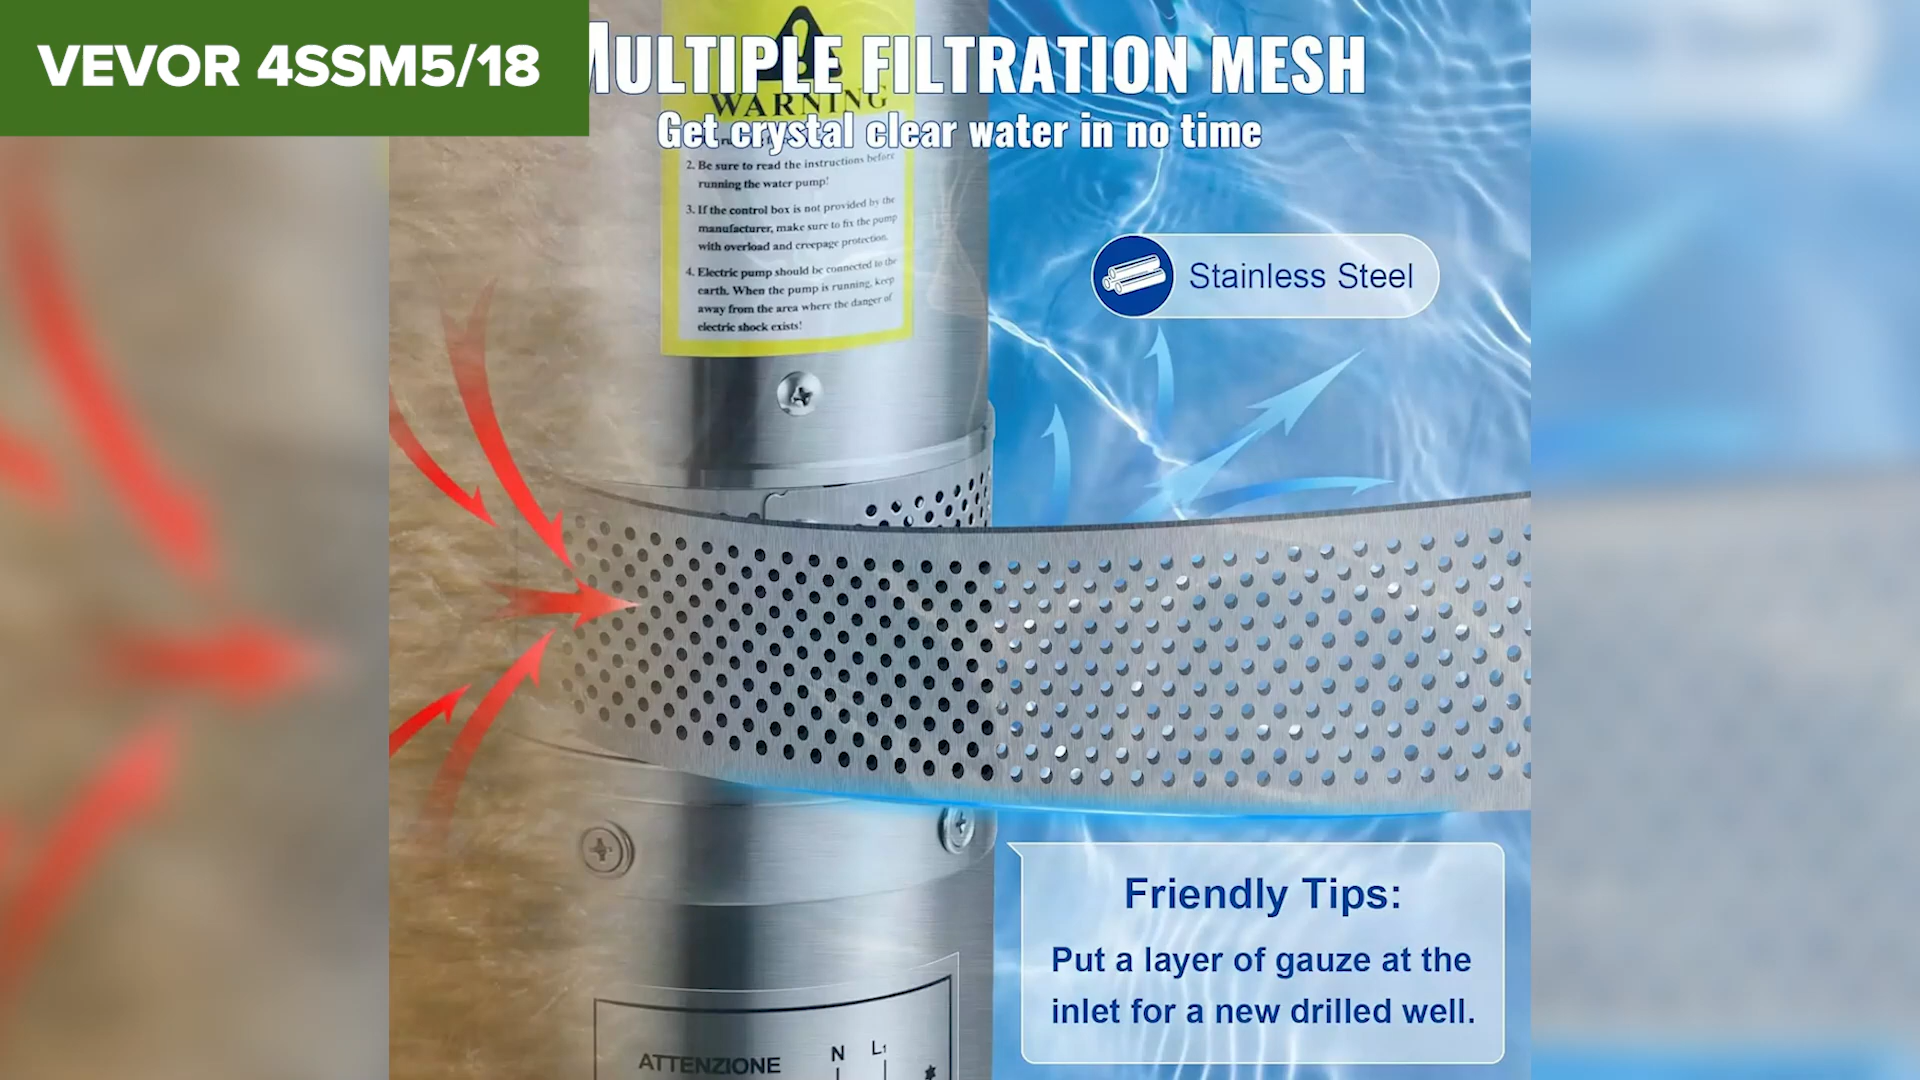 VEVOR 4SSM5/18
MULTIPLE FILTRATION MESH
Get crystal clear water in no time
WARNING
2. Be sure to read the instructions before
running the water pump!
3. If the control box is not provided by the
manufacturer, make sure to fix the pump
with overload and creepage protection.
4. Electric pump should be connected to the
earth. When the pump is running, keep
away from the area where the danger of
electric shock exists!
Stainless Steel
Friendly Tips:
Put a layer of gauze at the
inlet for a new drilled well.
ATTENZIONE
N L1
*